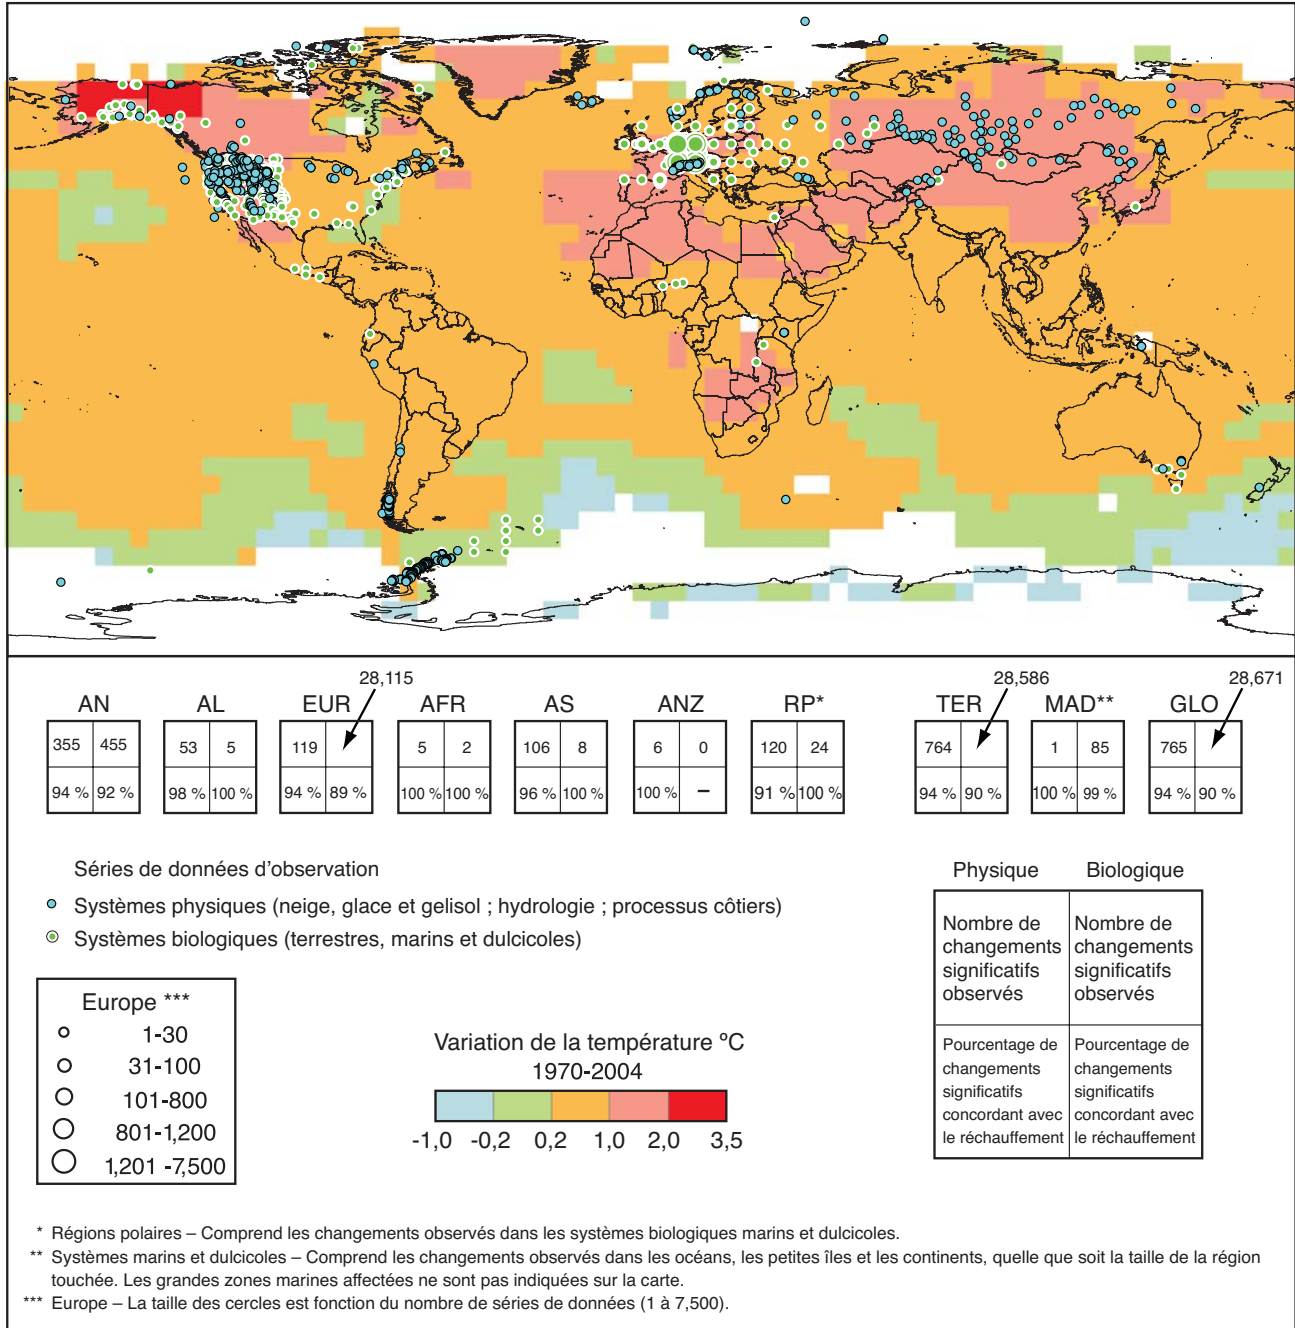 28,115
28,586
28,671
AN AL EUR AFR AS ANZ RP* TER MAD** GLO
355 455 53 5 119 5 2 106 8 6 0 120 24 764 1 85 765
94 % 92 % 98 % 100 % 94 % 89 % 100 % 100 % 96 % 100 % 100 % – 91 % 100 % 94 % 90 % 100 % 99 % 94 % 90 %
Séries de données d'observation
Systèmes physiques (neige, glace et gelisol ; hydrologie ; processus côtiers)
Systèmes biologiques (terrestres, marins et dulcicoles)
Physique Biologique
Nombre de
changements
significatifs
observés
Nombre de
changements
significatifs
observés
Pourcentage de
changements
significatifs
concordant avec
le réchauffement
Pourcentage de
changements
significatifs
concordant avec
le réchauffement
Europe ***
1-30
31-100
101-800
801-1,200
1,201 -7,500
Variation de la température ºC
1970-2004
-1,0 -0,2 0,2 1,0 2,0 3,5
* Régions polaires – Comprend les changements observés dans les systèmes biologiques marins et dulcicoles.
** Systèmes marins et dulcicoles – Comprend les changements observés dans les océans, les petites îles et les continents, quelle que soit la taille de la région
touchée. Les grandes zones marines affectées ne sont pas indiquées sur la carte.
*** Europe – La taille des cercles est fonction du nombre de séries de données (1 à 7,500).